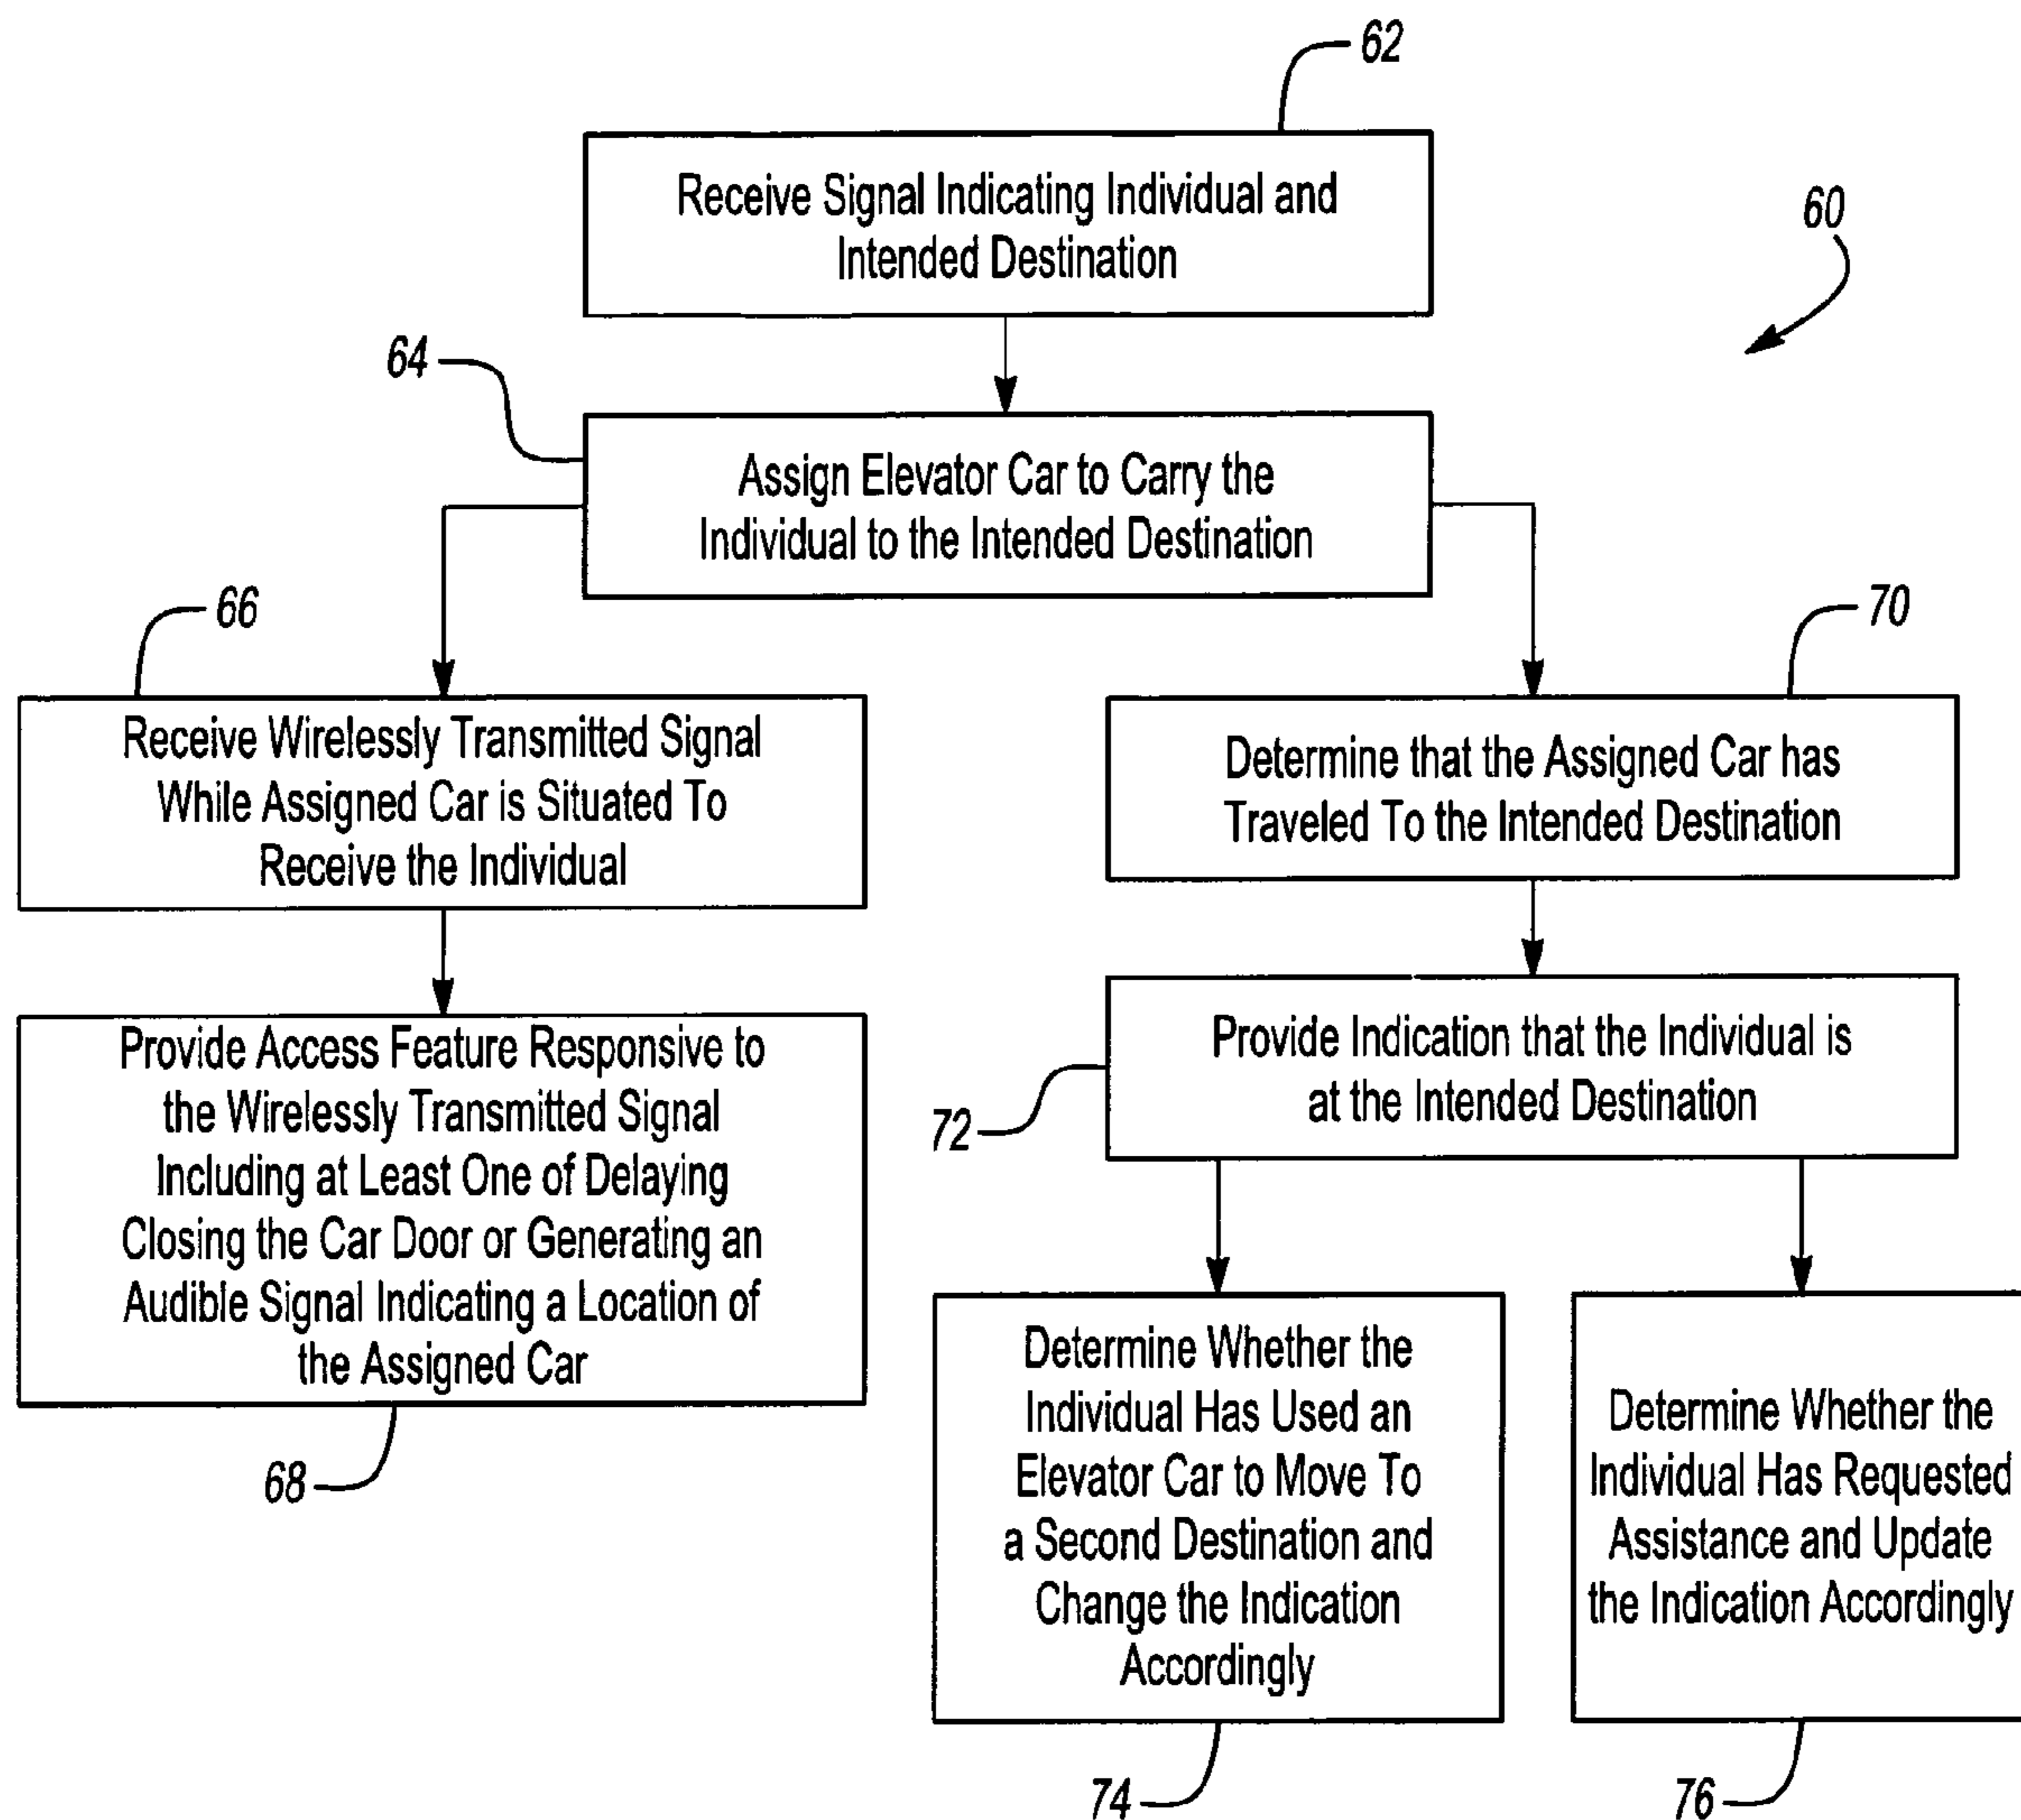 62
Receive Signal Indicating Individual and
Intended Destination
60
64
Assign Elevator Car to Carry the
Individual to the Intended Destination
66
Receive Wirelessly Transmitted Signal
While Assigned Car is Situated To
Receive the Individual
70
Determine that the Assigned Car has
Traveled To the Intended Destination
Provide Access Feature Responsive to
the Wirelessly Transmitted Signal
Including at Least One of Delaying
Closing the Car Door or Generating an
Audible Signal Indicating a Location of
the Assigned Car
68
Provide Indication that the Individual is
at the Intended Destination
72
Determine Whether the
Individual Has Used an
Elevator Car to Move To
a Second Destination and
Change the Indication
Accordingly
74
Determine Whether the
Individual Has Requested
Assistance and Update
the Indication Accordingly
76